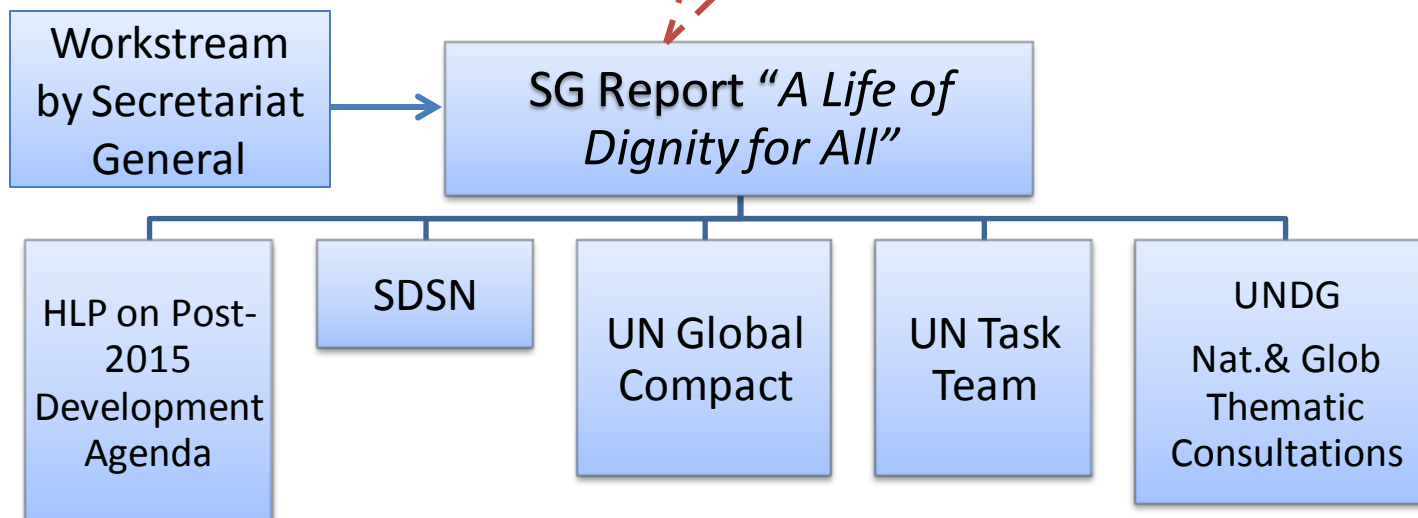 Workstream
by Secretariat
General
SG Report “A Life of
Dignity for All”
HLP on Post-
2015
Development
Agenda
SDSN
UN Global
Compact
UN Task
Team
UNDG
Nat.& Glob
Thematic
Consultations